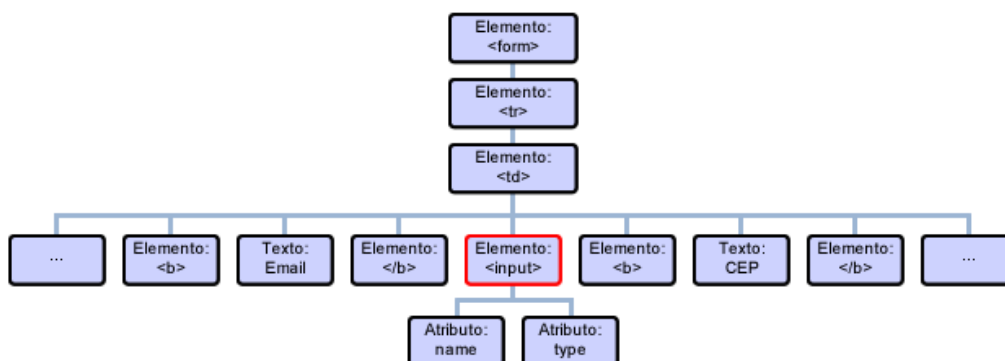 Elemento:
<form>
Elemento:
<tr>
Elemento:
<td>
...
Elemento:
<b>
Texto:
Email
Elemento:
</b>
Elemento:
<input>
Elemento:
<b>
Texto:
CEP
Elemento:
</b>
...
Atributo:
name
Atributo:
type